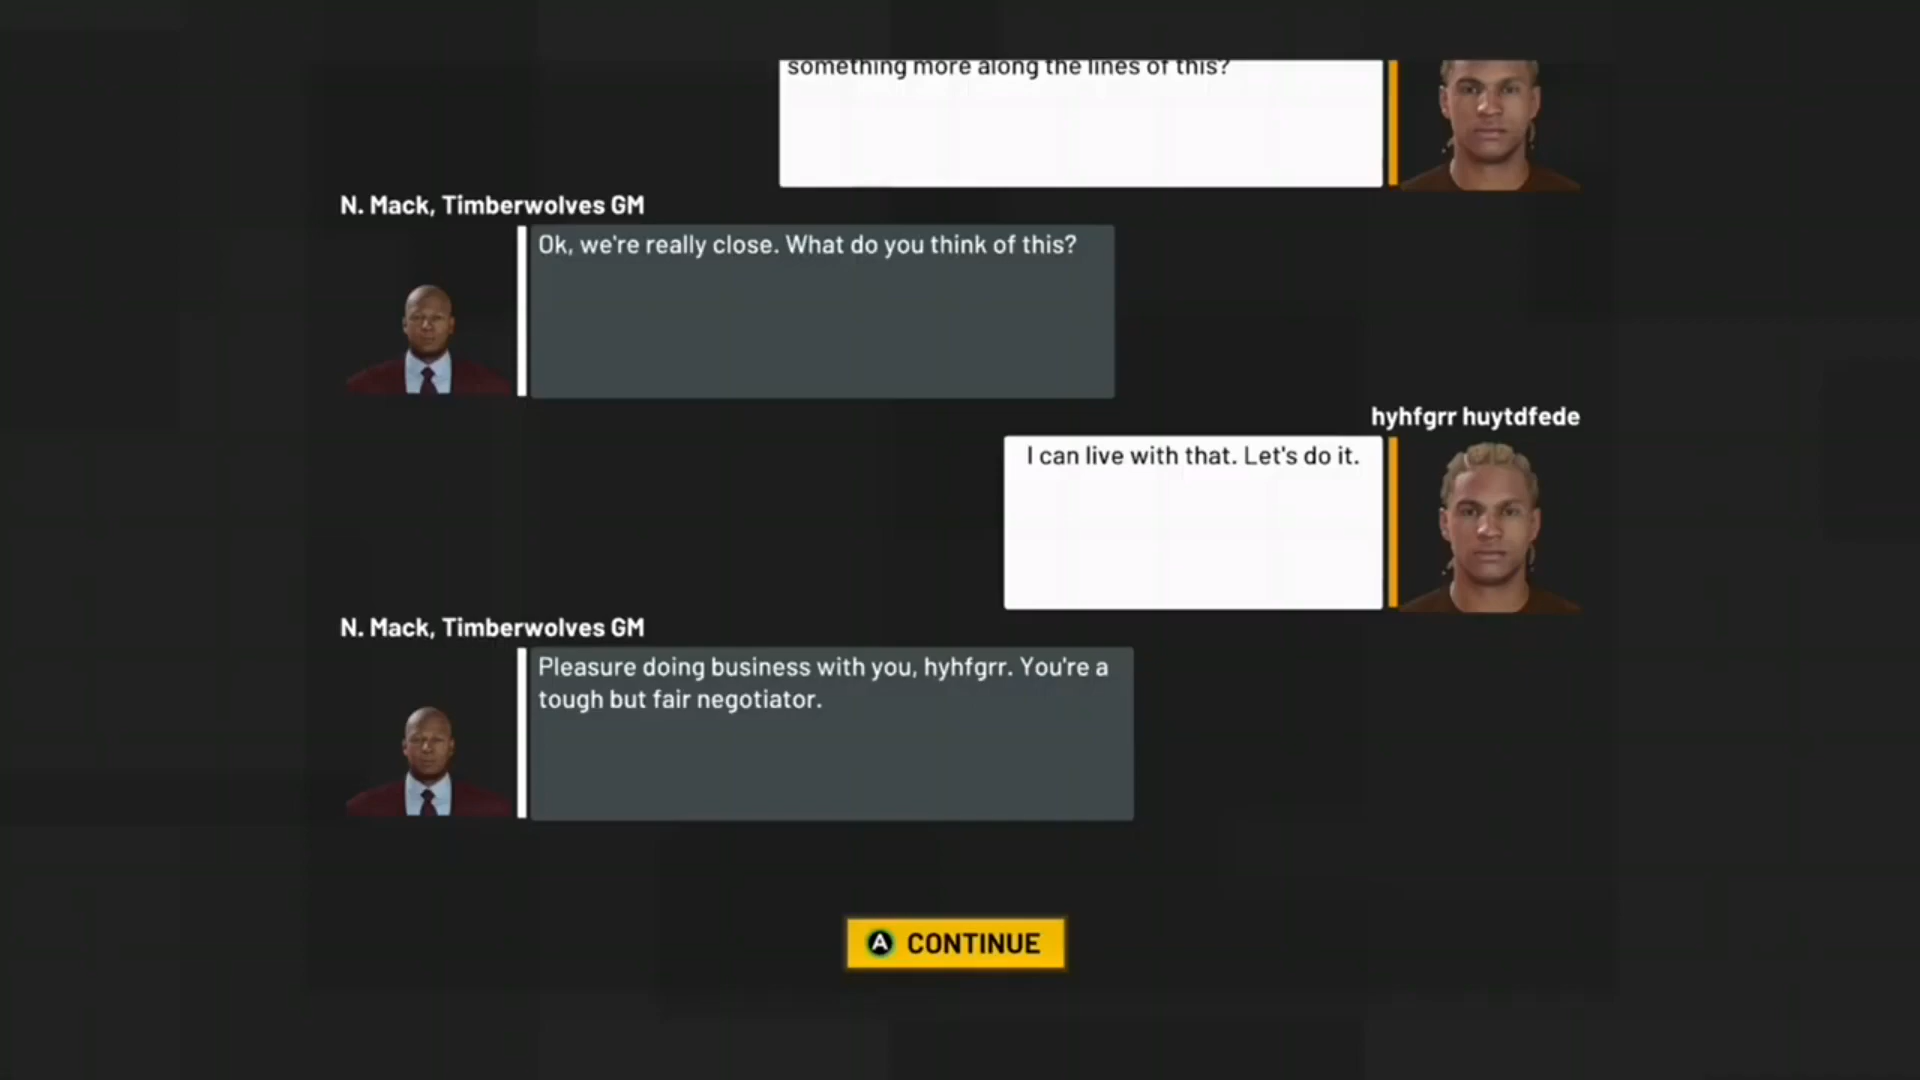 something more along the lines of this?
N. Mack, Timberwolves GM
Ok, we're really close. What do you think of this?
hyhfgrr huytdfede
I can live with that. Let's do it.
N. Mack, Timberwolves GM
Pleasure doing business with you, hyhfgrr. You're a
tough but fair negotiator.
A CONTINUE